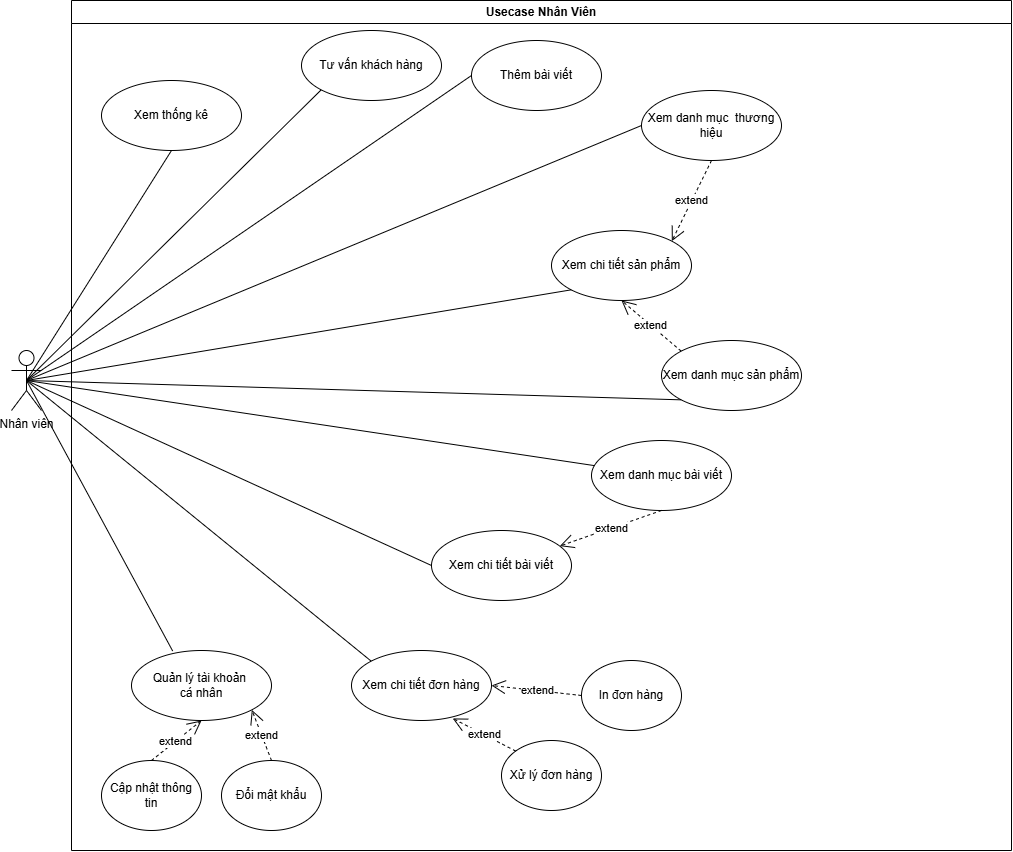 Usecase Nhân Viên
Tư vấn khách hàng
Thêm bài viết
Xem thống kê
Xem danh mục thương
hiệu
extend
Xem chi tiết sản phẩm
extend
Xem danh mục sản phẩm
Nhân viên
Xem danh mục bài viết
extend
Xem chi tiết bài viết
Quản lý tài khoản
cá nhân
Xem chi tiết đơn hàng
extend
In đơn hàng
extend
extend
extend
Xử lý đơn hàng
Cập nhật thông
tin
Đổi mật khẩu